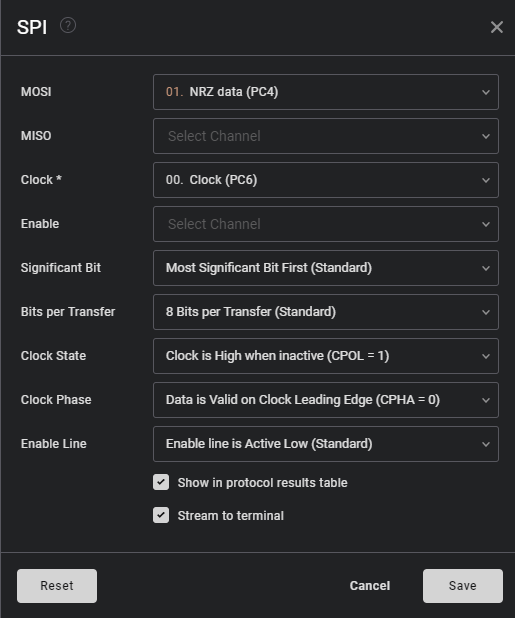 SPI ?
MOSI 01. NRZ data (PC4)
MISO Select Channel
Clock * 00. Clock (PC6)
Enable Select Channel
Significant Bit Most Significant Bit First (Standard)
Bits per Transfer 8 Bits per Transfer (Standard)
Clock State Clock is High when inactive (CPOL = 1)
Clock Phase Data is Valid on Clock Leading Edge (CPHA = 0)
Enable Line Enable line is Active Low (Standard)
Show in protocol results table
Stream to terminal
Reset Cancel Save